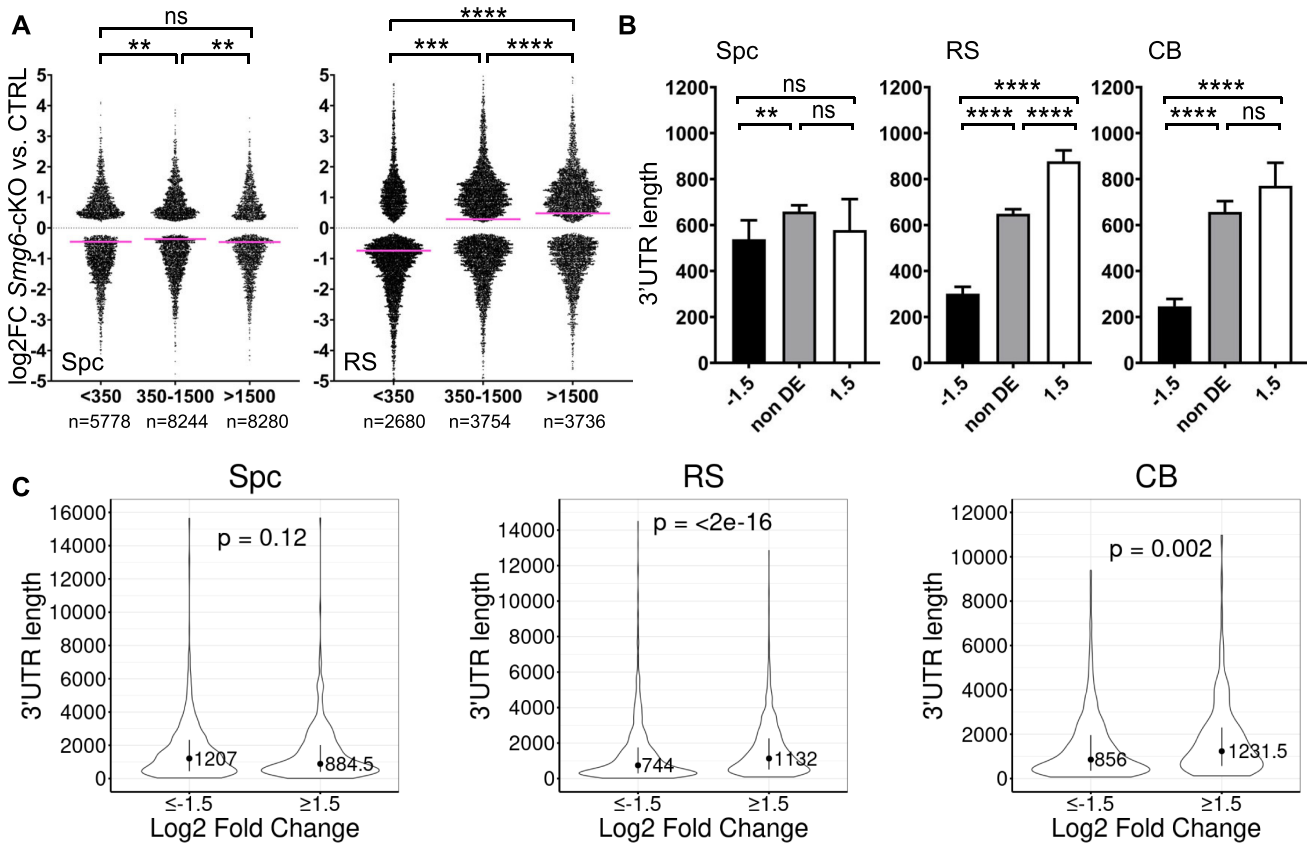 A
ns
**
**
****
***
****
log2FC Smg6-cKO vs. CTRL
5
4
3
2
1
0
-1
-2
-3
-4
-5
Spc
<350
350-1500
>1500
n=5778
n=8244
n=8280
5
4
3
2
1
0
-1
-2
-3
-4
-5
RS
<350
350-1500
>1500
n=2680
n=3754
n=3736
B
Spc
RS
CB
3'UTR length
1200
1000
800
600
400
200
0
ns
**
ns
-1.5
non DE
1.5
1200
1000
800
600
400
200
0
****
****
****
-1.5
non DE
1.5
1200
1000
800
600
400
200
0
****
****
ns
-1.5
non DE
1.5
C
Spc
3'UTR length
16000
14000
12000
10000
8000
6000
4000
2000
0
p = 0.12
1207
884.5
≤-1.5
≥1.5
Log2 Fold Change
RS
3'UTR length
14000
12000
10000
8000
6000
4000
2000
0
p = <2e-16
744
1132
≤-1.5
≥1.5
Log2 Fold Change
CB
3'UTR length
12000
10000
8000
6000
4000
2000
0
p = 0.002
856
1231.5
≤-1.5
≥1.5
Log2 Fold Change